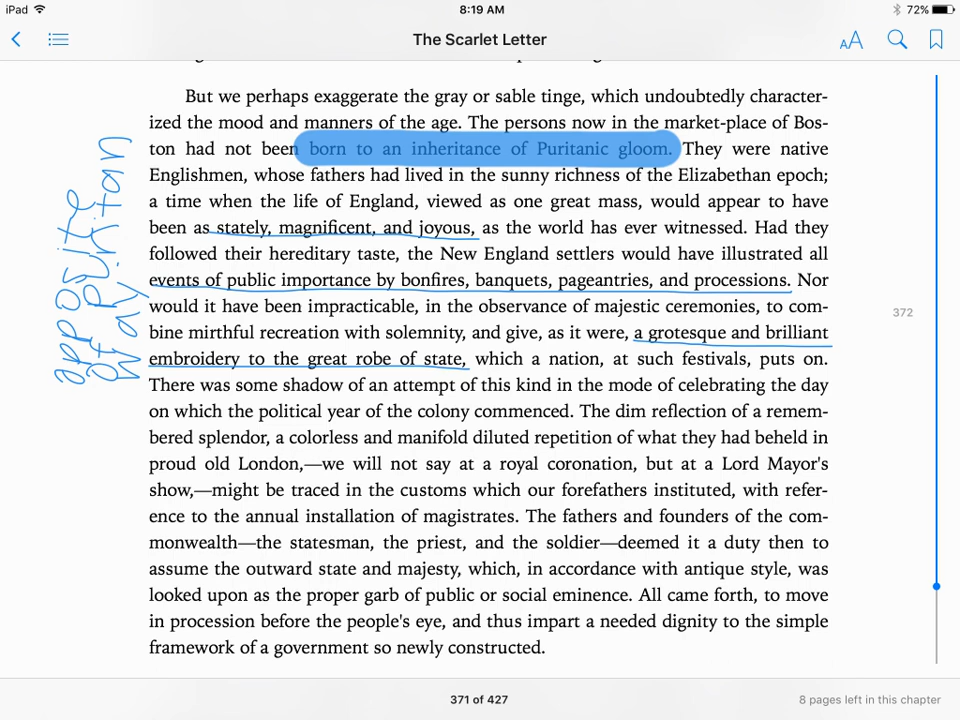 iPad
8:19 AM
72%
The Scarlet Letter
AA
But we perhaps exaggerate the gray or sable tinge, which undoubtedly character-
ized the mood and manners of the age. The persons now in the market-place of Bos-
ton had not been born to an inheritance of Puritanic gloom. They were native
Englishmen, whose fathers had lived in the sunny richness of the Elizabethan epoch;
a time when the life of England, viewed as one great mass, would appear to have
been as stately, magnificent, and joyous, as the world has ever witnessed. Had they
followed their hereditary taste, the New England settlers would have illustrated all
events of public importance by bonfires, banquets, pageantries, and processions. Nor
would it have been impracticable, in the observance of majestic ceremonies, to com-
bine mirthful recreation with solemnity, and give, as it were, a grotesque and brilliant
embroidery to the great robe of state, which a nation, at such festivals, puts on.
There was some shadow of an attempt of this kind in the mode of celebrating the day
on which the political year of the colony commenced. The dim reflection of a remem-
bered splendor, a colorless and manifold diluted repetition of what they had beheld in
proud old London,—we will not say at a royal coronation, but at a Lord Mayor's
show,—might be traced in the customs which our forefathers instituted, with refer-
ence to the annual installation of magistrates. The fathers and founders of the com-
monwealth—the statesman, the priest, and the soldier—deemed it a duty then to
assume the outward state and majesty, which, in accordance with antique style, was
looked upon as the proper garb of public or social eminence. All came forth, to move
in procession before the people's eye, and thus impart a needed dignity to the simple
framework of a government so newly constructed.
opposite
of puritan
way
372
371 of 427
8 pages left in this chapter